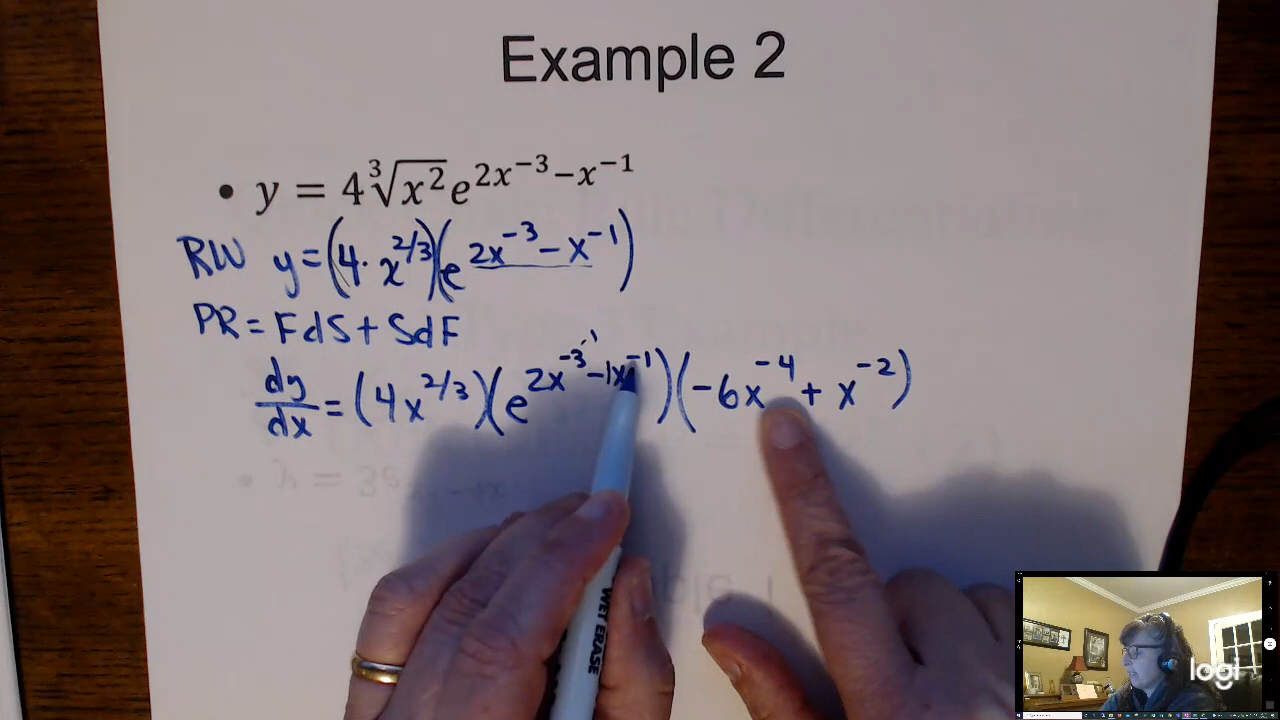 Example 2
• y = 4∛x² e^{2x^{-3}-x^{-1}}
RW y = (4 · x^{2/3})(e^{2x^{-3} - x^{-1}})
PR = FdS + SdF
dy/dx = (4x^{2/3})(e^{2x^{-3} - 1x^{-1}})(-6x^{-4} + x^{-2})
WET ERASE
logi